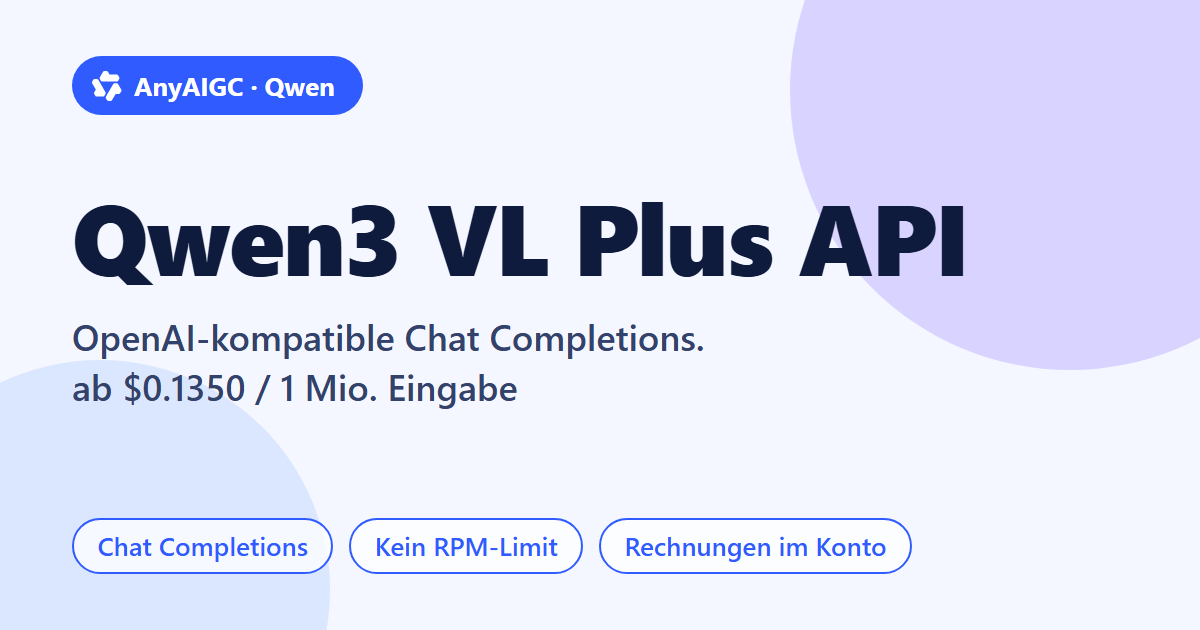 AnyAIGC · Qwen
Qwen3 VL Plus API
OpenAI-kompatible Chat Completions.
ab $0.1350 / 1 Mio. Eingabe
Chat Completions
Kein RPM-Limit
Rechnungen im Konto